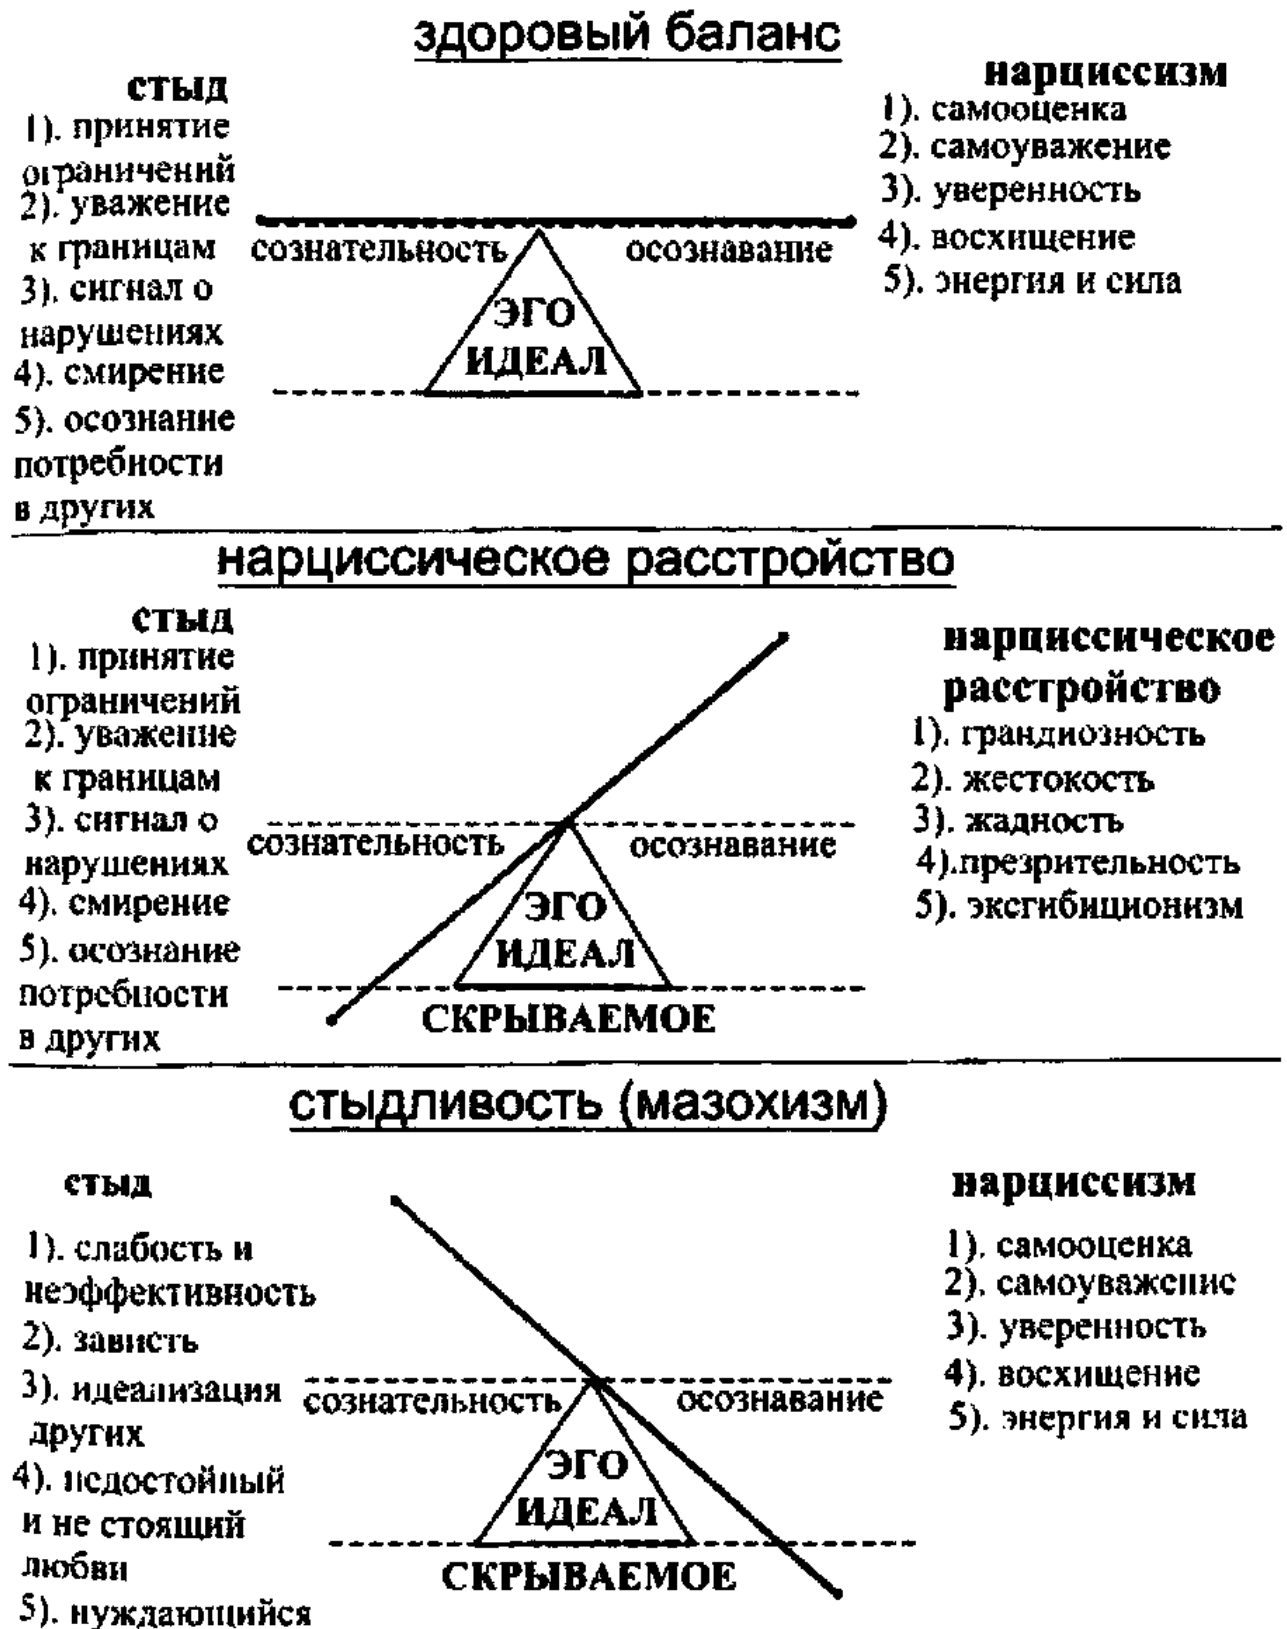 здоровый баланс
стыд
1). принятие
ограничений
2). уважение
к границам
3). сигнал о
нарушениях
4). смирение
5). осознание
потребности
в других
сознательность
осознавание
ЭГО
ИДЕАЛ
нарциссизм
1). самооценка
2). самоуважение
3). уверенность
4). восхищение
5). энергия и сила
нарциссическое расстройство
стыд
1). принятие
ограничений
2). уважение
к границам
3). сигнал о
нарушениях
4). смирение
5). осознание
потребности
в других
сознательность
осознавание
ЭГО
ИДЕАЛ
СКРЫВАЕМОЕ
нарциссическое
расстройство
1). грандиозность
2). жестокость
3). жадность
4).презрительность
5). эксгибиционизм
стыдливость (мазохизм)
стыд
1). слабость и
неэффективность
2). зависть
3). идеализация
других
4). недостойный
и не стоящий
любви
5). нуждающийся
сознательность
осознавание
ЭГО
ИДЕАЛ
СКРЫВАЕМОЕ
нарциссизм
1). самооценка
2). самоуважение
3). уверенность
4). восхищение
5). энергия и сила